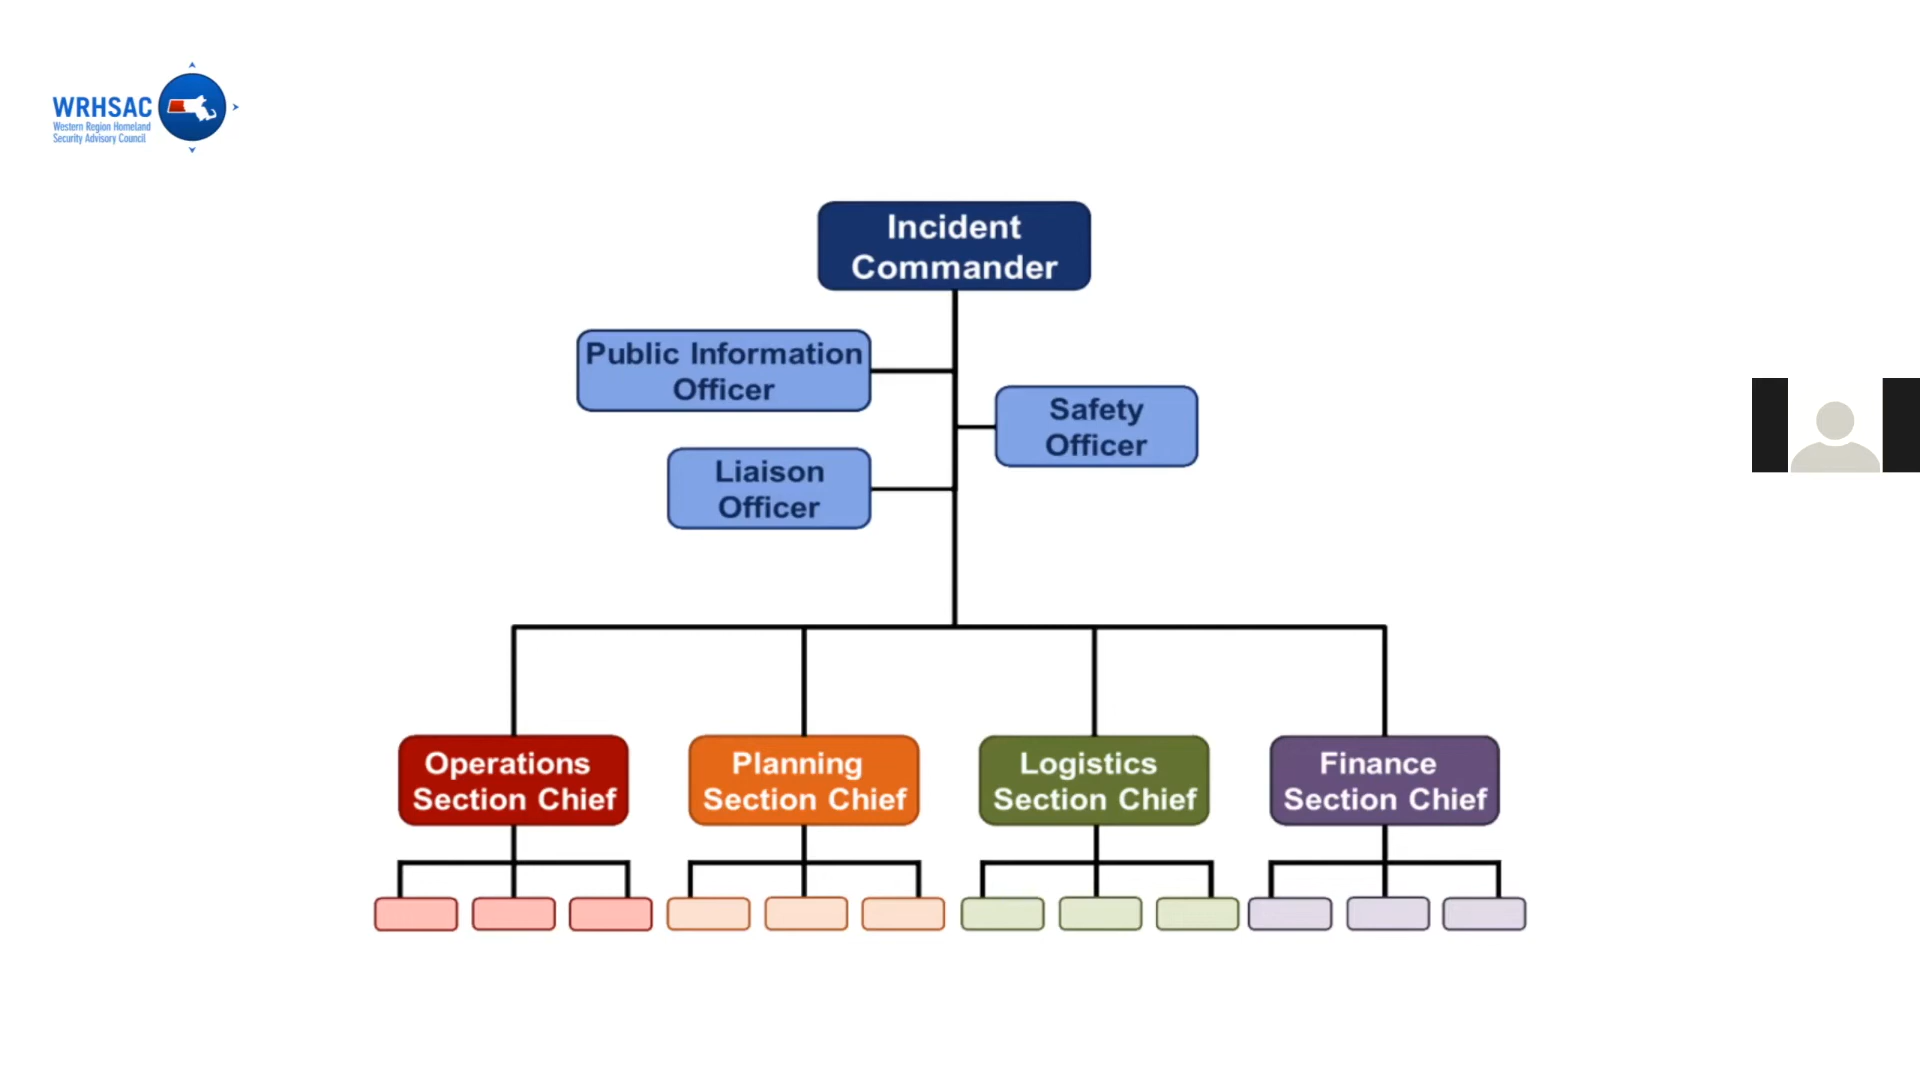 WRHSAC
Western Region Homeland
Security Advisory Council
Incident
Commander
Public Information
Officer
Safety
Officer
Liaison
Officer
Operations
Section Chief
Planning
Section Chief
Logistics
Section Chief
Finance
Section Chief